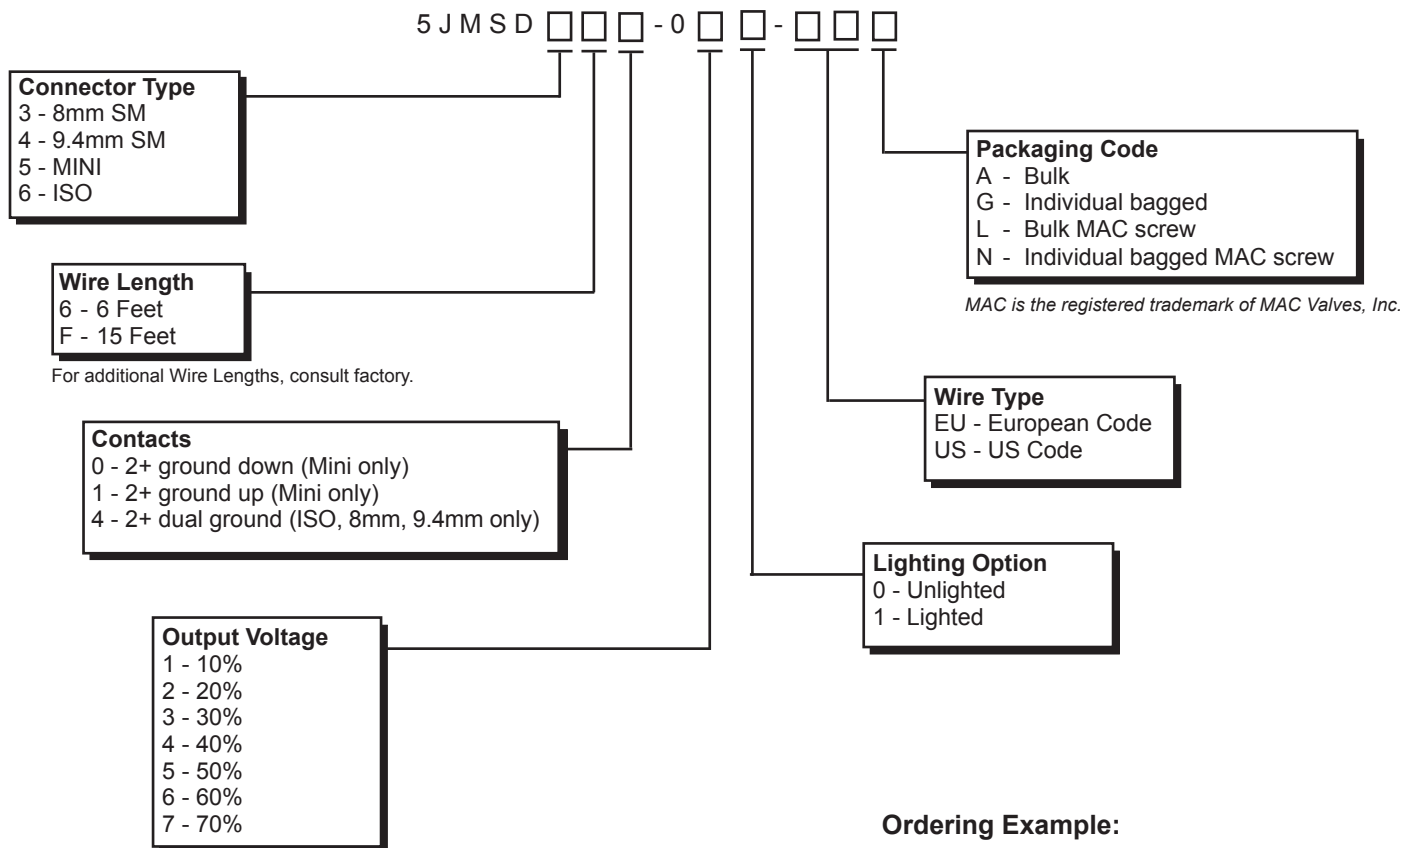 5 J M S D □ □ □ - 0 □ □ - □ □ □
Connector Type
3 - 8mm SM
4 - 9.4mm SM
5 - MINI
6 - ISO
Wire Length
6 - 6 Feet
F - 15 Feet
For additional Wire Lengths, consult factory.
Contacts
0 - 2+ ground down (Mini only)
1 - 2+ ground up (Mini only)
4 - 2+ dual ground (ISO, 8mm, 9.4mm only)
Output Voltage
1 - 10%
2 - 20%
3 - 30%
4 - 40%
5 - 50%
6 - 60%
7 - 70%
Packaging Code
A - Bulk
G - Individual bagged
L - Bulk MAC screw
N - Individual bagged MAC screw
MAC is the registered trademark of MAC Valves, Inc.
Wire Type
EU - European Code
US - US Code
Lighting Option
0 - Unlighted
1 - Lighted
Ordering Example: